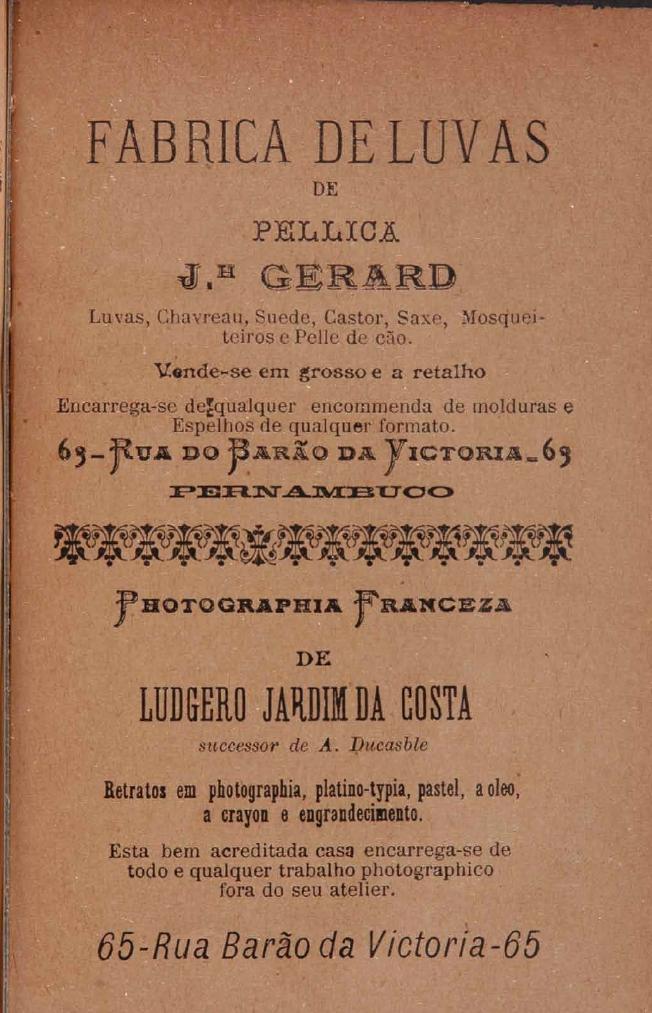 FABRICA DE LUVAS
DE
PELLICA
J.H GERARD
Luvas, Chavreau, Suede, Castor, Saxe, Mosquei-
teiros e Pelle de cão.
Vende-se em grosso e a retalho
Encarrega-se de qualquer encommenda de molduras e
Espelhos de qualquer formato.
63-RUA DO BARÃO DA VICTORIA-63
PERNAMBUCO
PHOTOGRAPHIA FRANCEZA
DE
LUDGERO JARDIM DA COSTA
successor de A. Ducasble
Retratos em photographia, platino-typia, pastel, a oleo,
a crayon e engrandecimento.
Esta bem acreditada casa encarrega-se de
todo e qualquer trabalho photographico
fora do seu atelier.
65-Rua Barão da Victoria-65